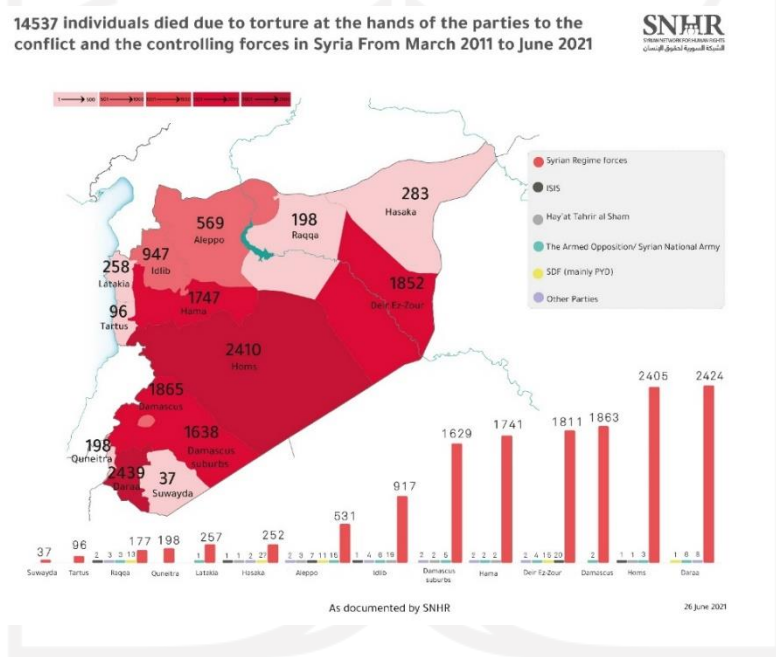 14537 individuals died due to torture at the hands of the parties to the
conflict and the controlling forces in Syria From March 2011 to June 2021
SNHR
SYRIAN NETWORK FOR HUMAN RIGHTS
الشبكة السورية لحقوق الإنسان
Syrian Regime forces
ISIS
Hay'at Tahrir al Sham
The Armed Opposition/ Syrian National Army
SDF (mainly PYD)
Other Parties
283
Hasaka
198
Raqqa
569
Aleppo
947
Idlib
258
Latakia
96
Tartus
1747
Hama
1852
Deir Ez-Zour
2410
Homs
1865
Damascus
1638
Damascus
suburbs
198
Quneitra
2439
Daraa
37
Suwayda
37 96 2 3 3 13 177 198 1 257 1 1 2 27 252 2 3 7 11 15 531 1 4 6 19 917 2 2 5 1629 2 2 2 1741 2 4 15 20 1811 2 1863 1 1 3 2405 1 6 8 2424
Suwayda Tartus Raqqa Quneitra Latakia Hasaka Aleppo Idlib Damascus suburbs Hama Deir Ez-Zour Damascus Homs Daraa
As documented by SNHR
26 June 2021